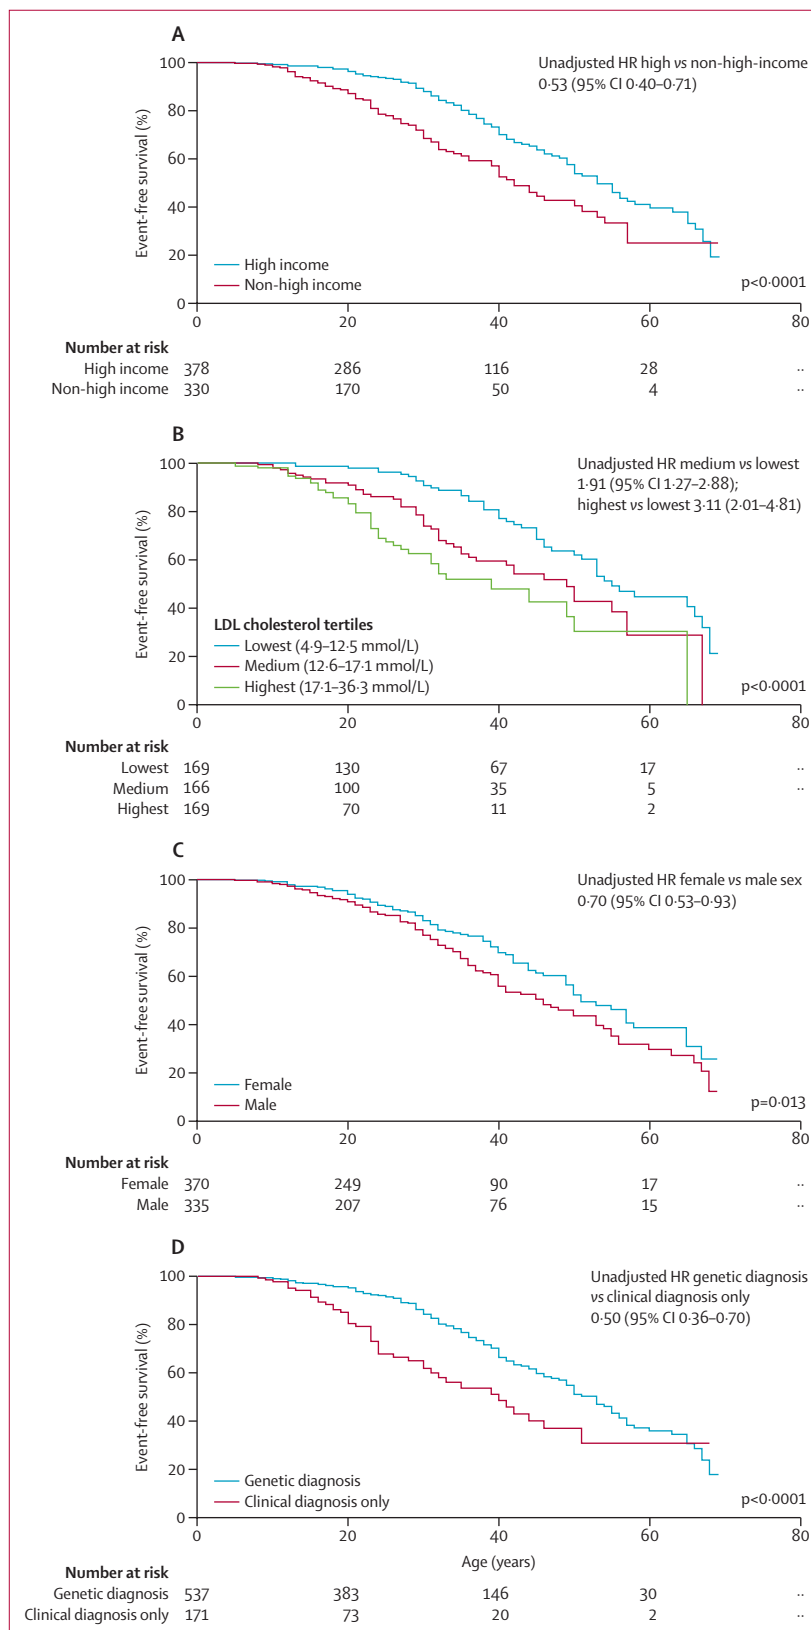 A
Unadjusted HR high vs non-high-income
0·53 (95% CI 0·40–0·71)
Event-free survival (%)
100
80
60
40
20
0
High income
Non-high income
p<0·0001
0 20 40 60 80
Number at risk
High income 378 286 116 28 ··
Non-high income 330 170 50 4 ··
B
Unadjusted HR medium vs lowest
1·91 (95% CI 1·27–2·88);
highest vs lowest 3·11 (2·01–4·81)
Event-free survival (%)
100
80
60
40
20
0
LDL cholesterol tertiles
Lowest (4·9–12·5 mmol/L)
Medium (12·6–17·1 mmol/L)
Highest (17·1–36·3 mmol/L)
p<0·0001
0 20 40 60 80
Number at risk
Lowest 169 130 67 17 ··
Medium 166 100 35 5 ··
Highest 169 70 11 2
C
Unadjusted HR female vs male sex
0·70 (95% CI 0·53–0·93)
Event-free survival (%)
100
80
60
40
20
0
Female
Male
p=0·013
0 20 40 60 80
Number at risk
Female 370 249 90 17 ··
Male 335 207 76 15 ··
D
Unadjusted HR genetic diagnosis
vs clinical diagnosis only
0·50 (95% CI 0·36–0·70)
Event-free survival (%)
100
80
60
40
20
0
Genetic diagnosis
Clinical diagnosis only
p<0·0001
0 20 40 60 80
Age (years)
Number at risk
Genetic diagnosis 537 383 146 30 ··
Clinical diagnosis only 171 73 20 2 ··